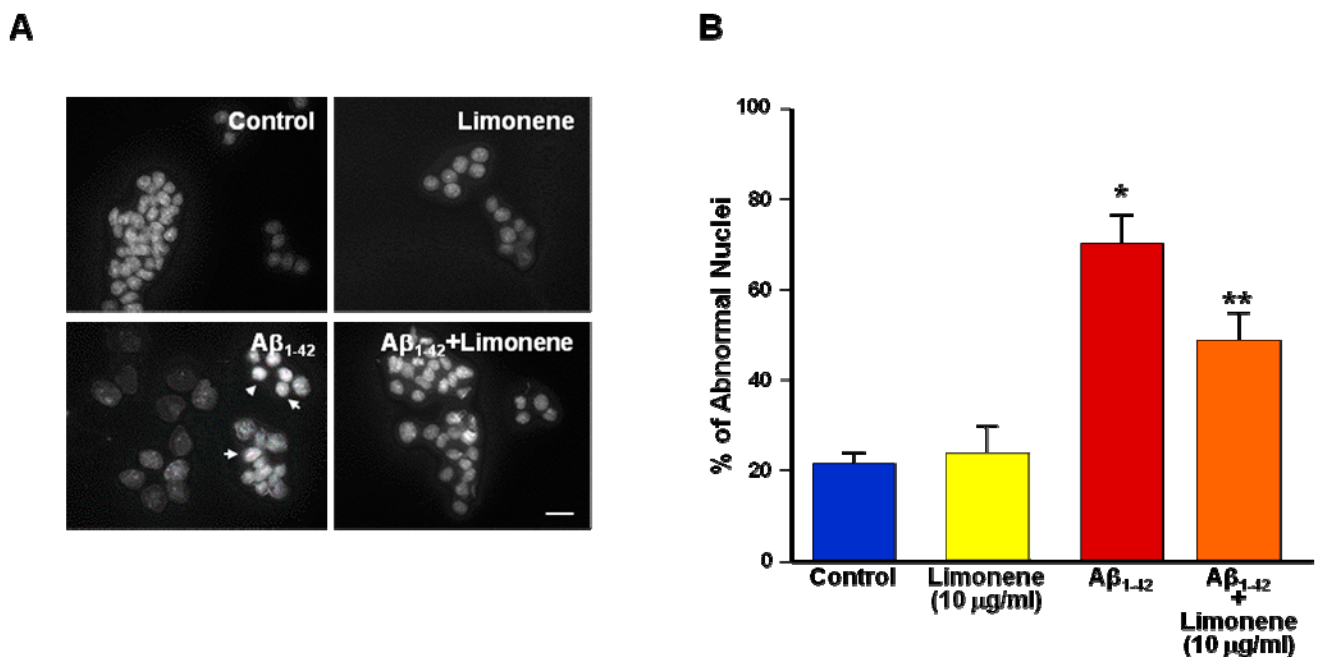 A
B
Control
Limonene
Aβ1-42
Aβ1-42+Limonene
% of Abnormal Nuclei
100
80
60
40
20
0
*
**
Control
Limonene
(10 μg/ml)
Aβ1-42
Aβ1-42
+
Limonene
(10 μg/ml)